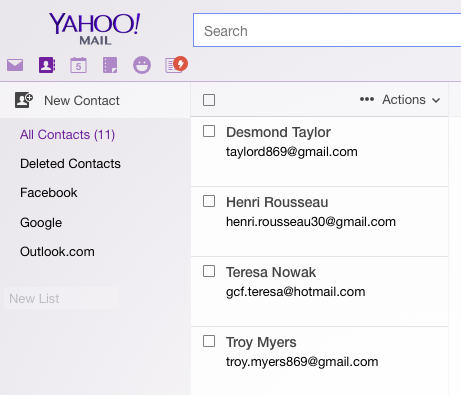 YAHOO!
MAIL
Search
5
New Contact
••• Actions
All Contacts (11)
Deleted Contacts
Facebook
Google
Outlook.com
New List
Desmond Taylor
taylord869@gmail.com
Henri Rousseau
henri.rousseau30@gmail.com
Teresa Nowak
gcf.teresa@hotmail.com
Troy Myers
troy.myers869@gmail.com